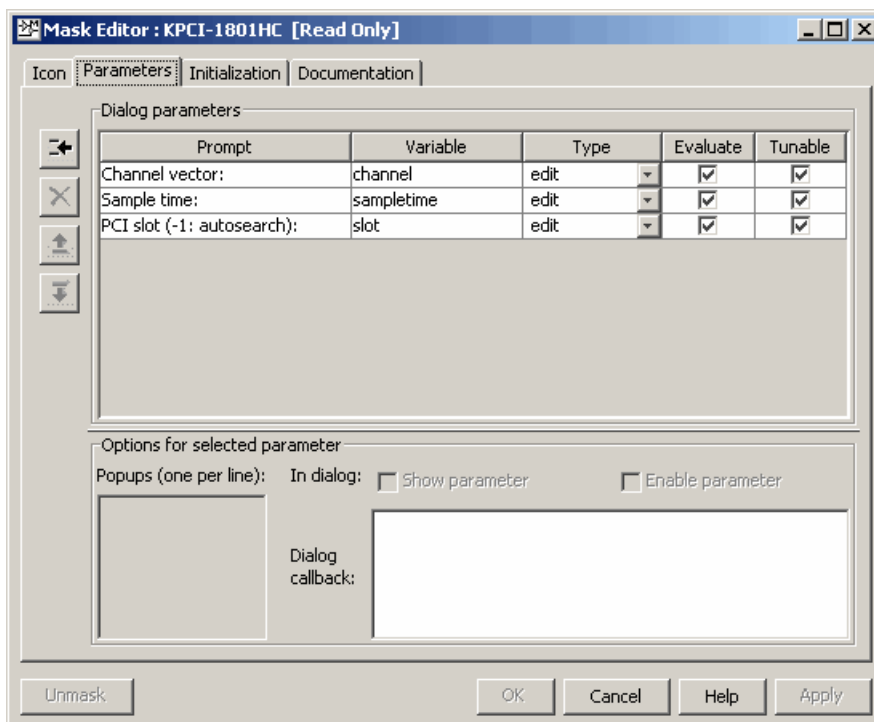 Mask Editor : KPCI-1801HC [Read Only]
Icon Parameters Initialization Documentation
Dialog parameters
Prompt Variable Type Evaluate Tunable
Channel vector: channel edit
Sample time: sampletime edit
PCI slot (-1: autosearch): slot edit
Options for selected parameter
Popups (one per line): In dialog: Show parameter Enable parameter
Dialog
callback:
Unmask OK Cancel Help Apply